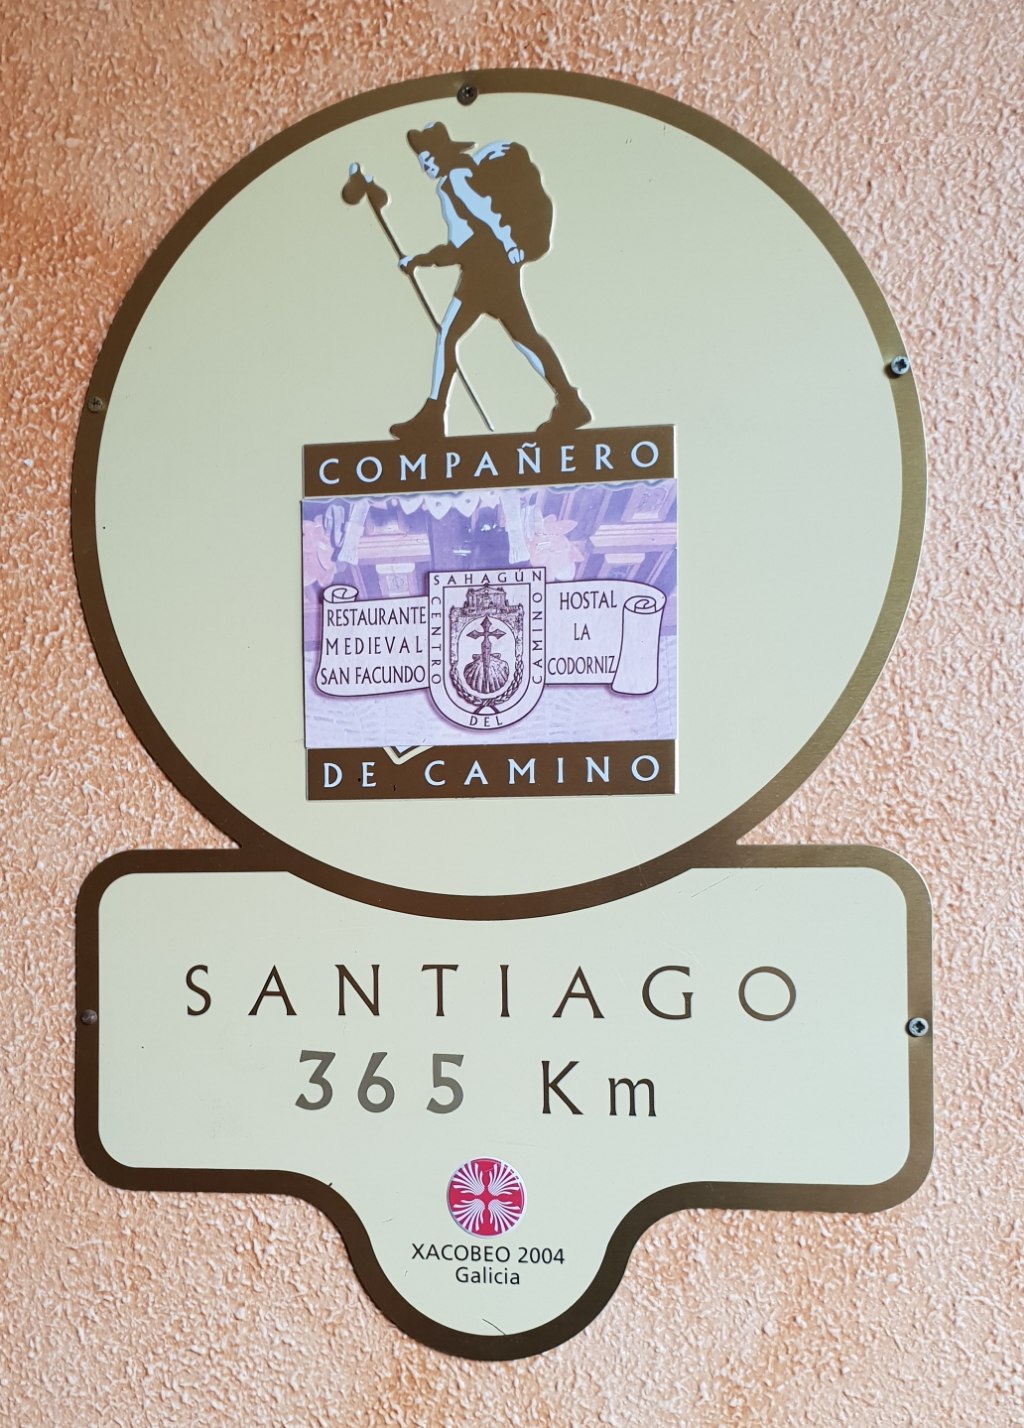 COMPAÑERO
RESTAURANTE
MEDIEVAL
SAN FACUNDO
SAHAGÚN
CENTRO
DEL
CAMINO
HOSTAL
LA
CODORNIZ
DE CAMINO
SANTIAGO
365 Km
XACOBEO 2004
Galicia